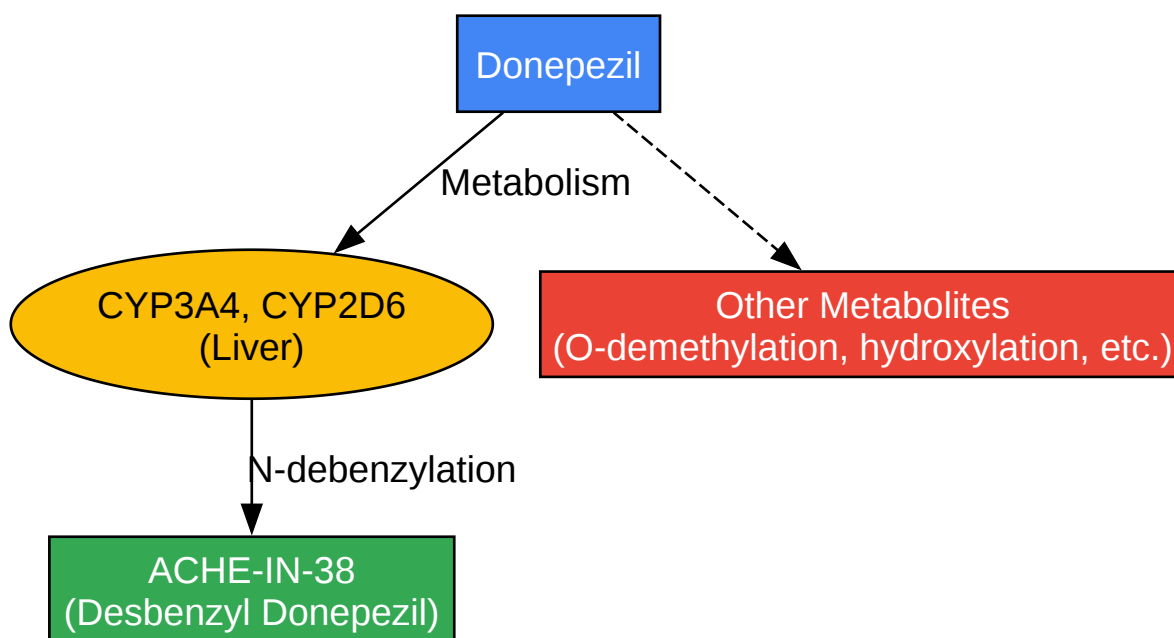 Donepezil
Metabolism
CYP3A4, CYP2D6
(Liver)
Other Metabolites
(O-demethylation, hydroxylation, etc.)
N-debenzylation
ACHE-IN-38
(Desbenzyl Donepezil)